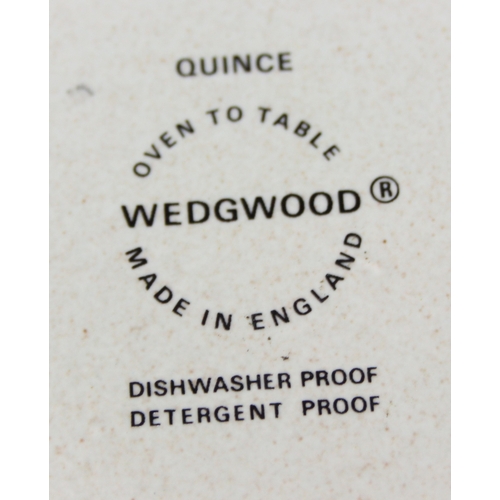 QUINCE
OVEN TO TABLE
WEDGWOOD®
MADE IN ENGLAND
DISHWASHER PROOF
DETERGENT PROOF